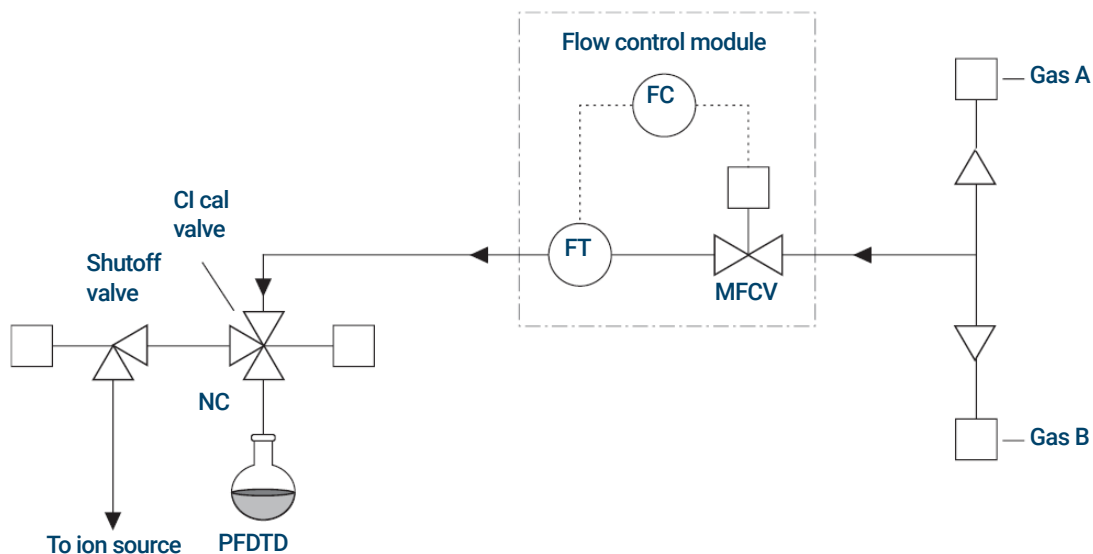 Flow control module
FC
Gas A
CI cal
valve
Shutoff
valve
FT
MFCV
NC
Gas B
To ion source
PFDTD